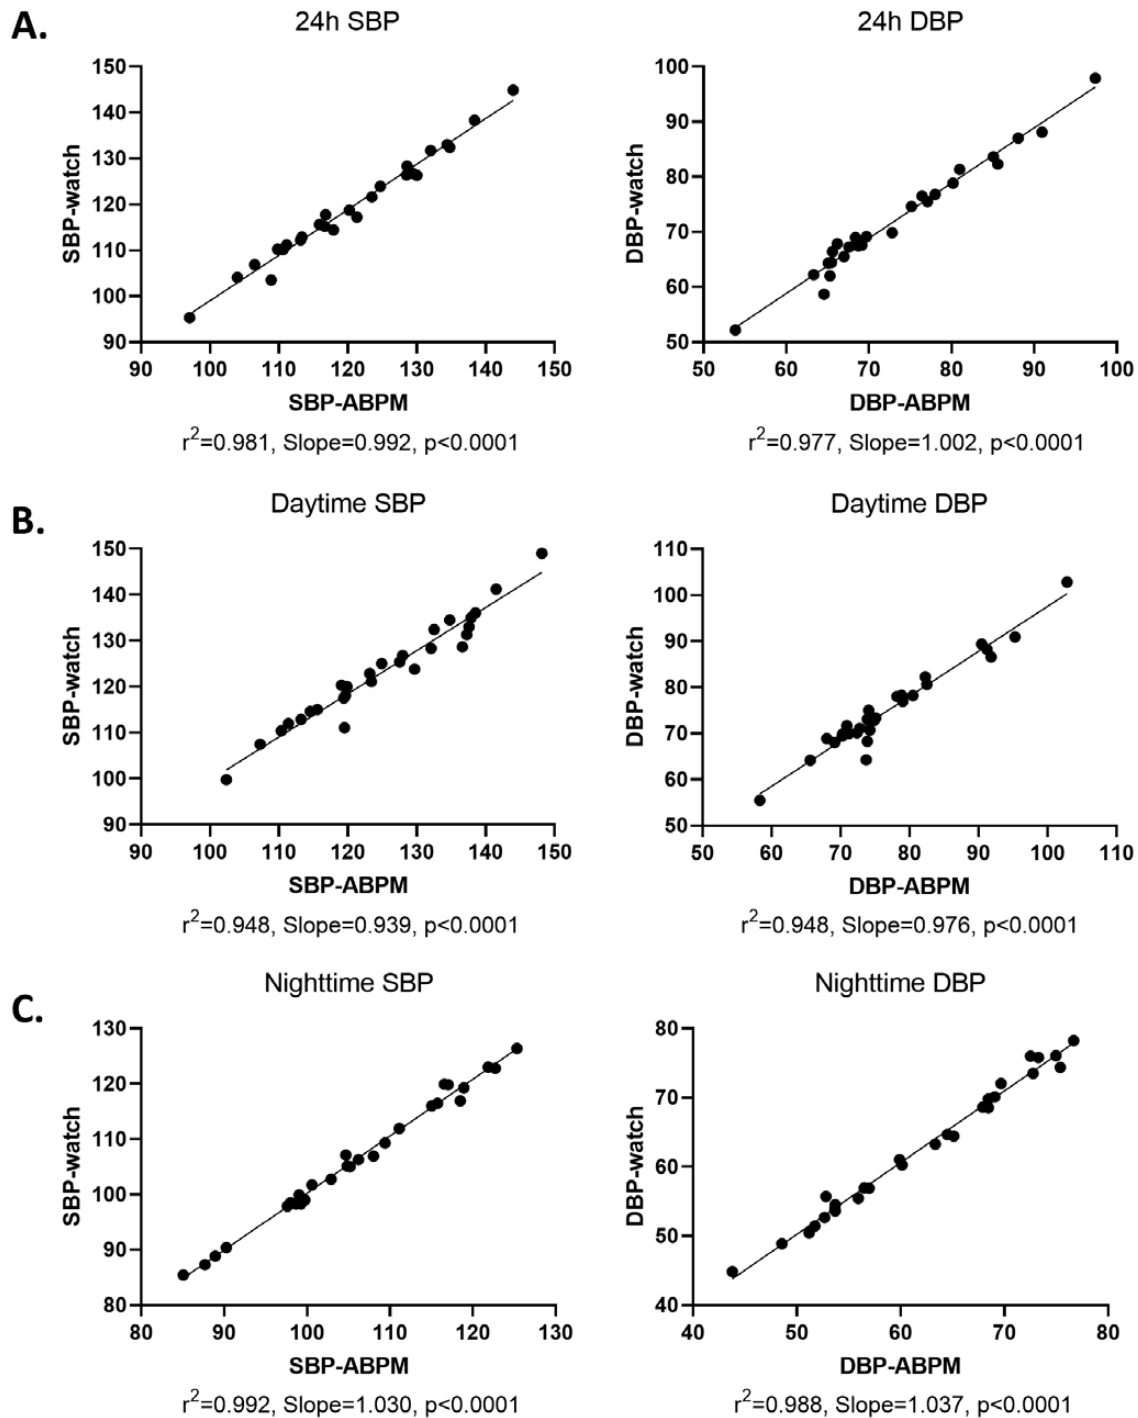 A.
24h SBP
24h DBP
SBP-watch
150
140
130
120
110
100
90
90 100 110 120 130 140 150
SBP-ABPM
r²=0.981, Slope=0.992, p<0.0001
DBP-watch
100
90
80
70
60
50
50 60 70 80 90 100
DBP-ABPM
r²=0.977, Slope=1.002, p<0.0001
B.
Daytime SBP
Daytime DBP
SBP-watch
150
140
130
120
110
100
90
90 100 110 120 130 140 150
SBP-ABPM
r²=0.948, Slope=0.939, p<0.0001
DBP-watch
110
100
90
80
70
60
50
50 60 70 80 90 100 110
DBP-ABPM
r²=0.948, Slope=0.976, p<0.0001
C.
Nighttime SBP
Nighttime DBP
SBP-watch
130
120
110
100
90
80
80 90 100 110 120 130
SBP-ABPM
r²=0.992, Slope=1.030, p<0.0001
DBP-watch
80
70
60
50
40
40 50 60 70 80
DBP-ABPM
r²=0.988, Slope=1.037, p<0.0001